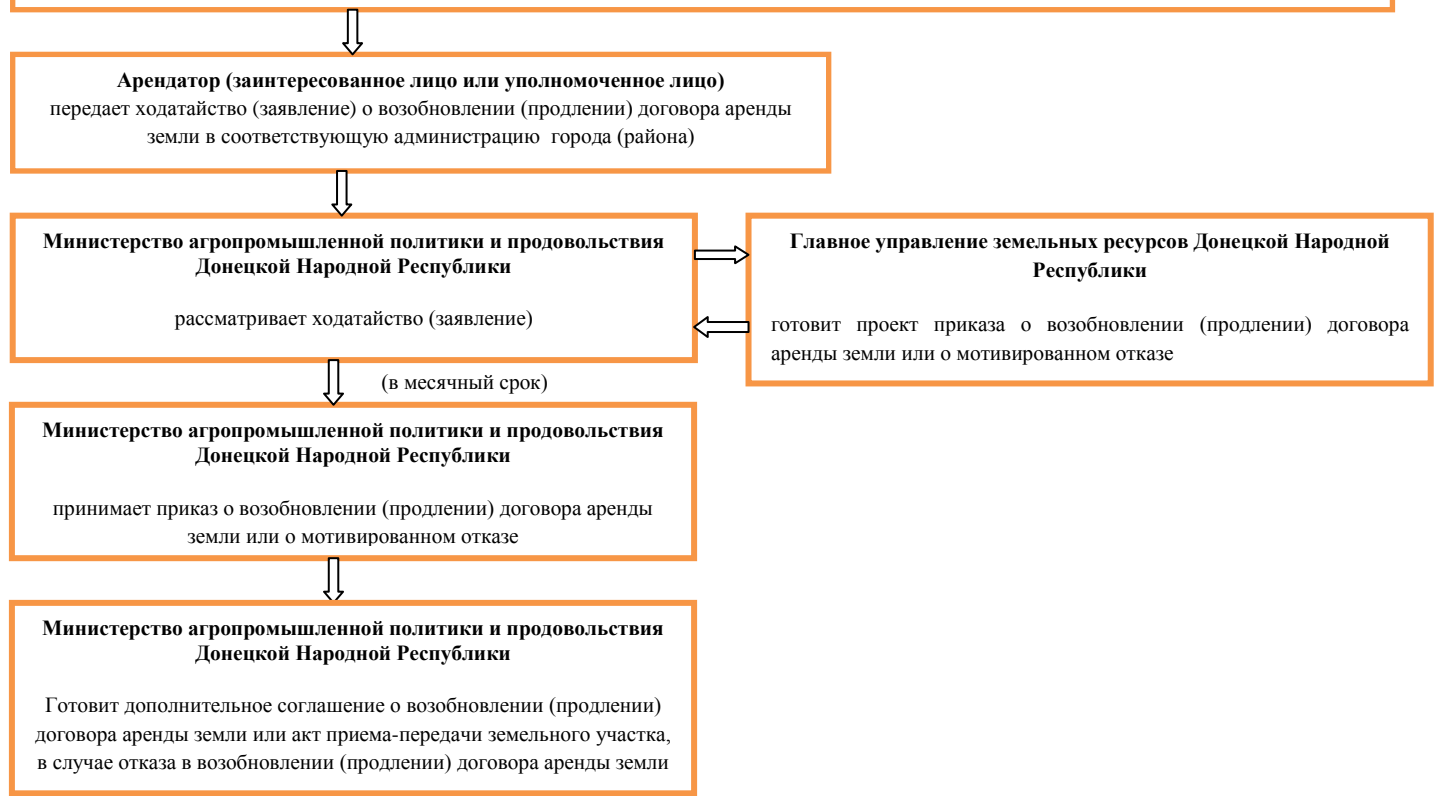 Арендатор (заинтересованное лицо или уполномоченное лицо)
передает ходатайство (заявление) о возобновлении (продлении) договора аренды
земли в соответствующую администрацию города (района)
Министерство агропромышленной политики и продовольствия
Донецкой Народной Республики
рассматривает ходатайство (заявление)
Главное управление земельных ресурсов Донецкой Народной
Республики
готовит проект приказа о возобновлении (продлении) договора
аренды земли или о мотивированном отказе
(в месячный срок)
Министерство агропромышленной политики и продовольствия
Донецкой Народной Республики
принимает приказ о возобновлении (продлении) договора аренды
земли или о мотивированном отказе
Министерство агропромышленной политики и продовольствия
Донецкой Народной Республики
Готовит дополнительное соглашение о возобновлении (продлении)
договора аренды земли или акт приема-передачи земельного участка,
в случае отказа в возобновлении (продлении) договора аренды земли